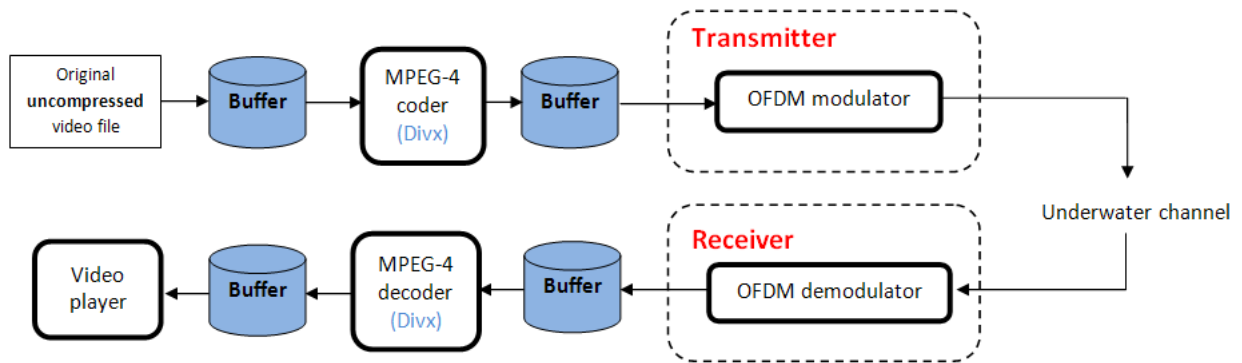 Original
uncompressed
video file
Buffer
MPEG-4
coder
(Divx)
Buffer
Transmitter
OFDM modulator
Underwater channel
Receiver
OFDM demodulator
Buffer
MPEG-4
decoder
(Divx)
Buffer
Video
player